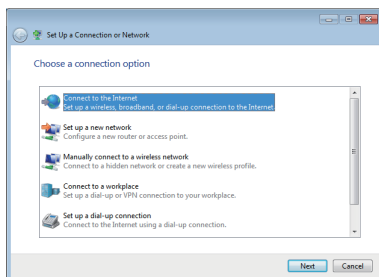 Set Up a Connection or Network
Choose a connection option
Connect to the Internet
Set up a wireless, broadband, or dial-up connection to the Internet.
Set up a new network
Configure a new router or access point.
Manually connect to a wireless network
Connect to a hidden network or create a new wireless profile.
Connect to a workplace
Set up a dial-up or VPN connection to your workplace.
Set up a dial-up connection
Connect to the Internet using a dial-up connection.
Next
Cancel